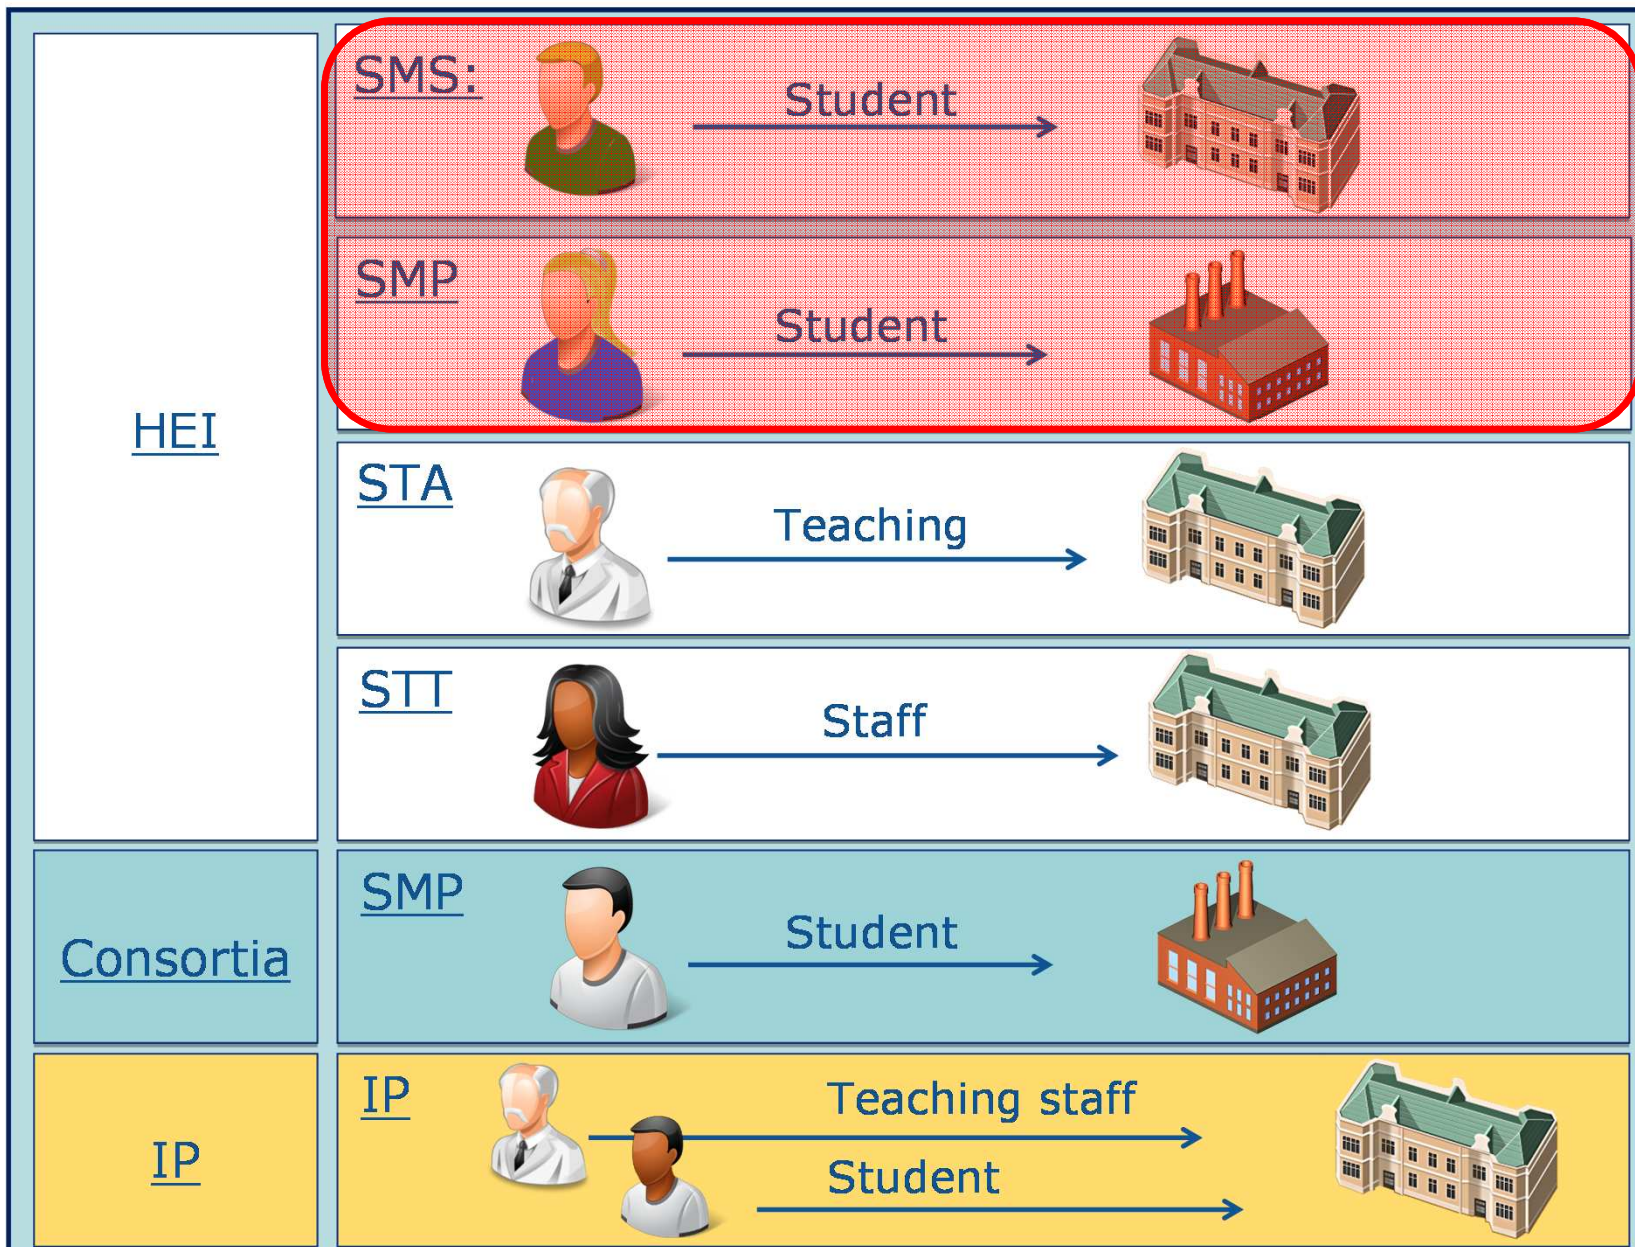 HEI
SMS:
Student
SMP
Student
STA
Teaching
STT
Staff
Consortia
SMP
Student
IP
IP
Teaching staff
Student